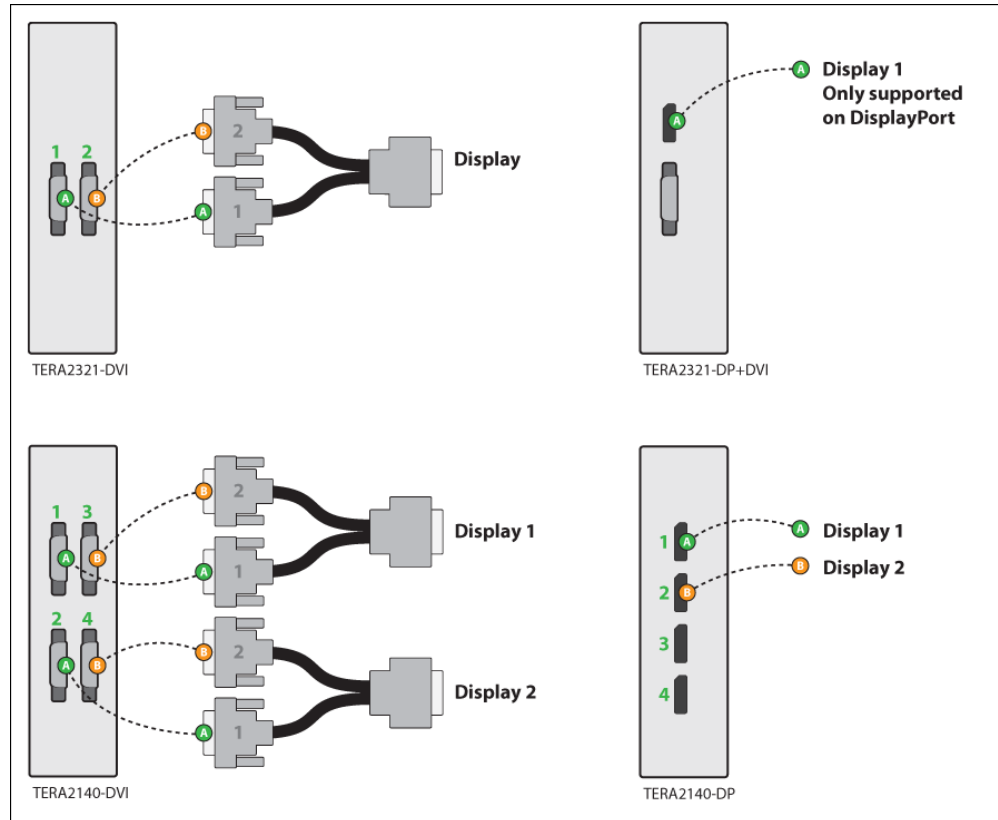 1 2
A B
B 2
A 1
Display
TERA2321-DVI
A
A Display 1
Only supported
on DisplayPort
TERA2321-DP+DVI
1 3
A B
2 4
A B
B 2
A 1
Display 1
B 2
A 1
Display 2
TERA2140-DVI
1 A
2 B
3
4
A Display 1
B Display 2
TERA2140-DP